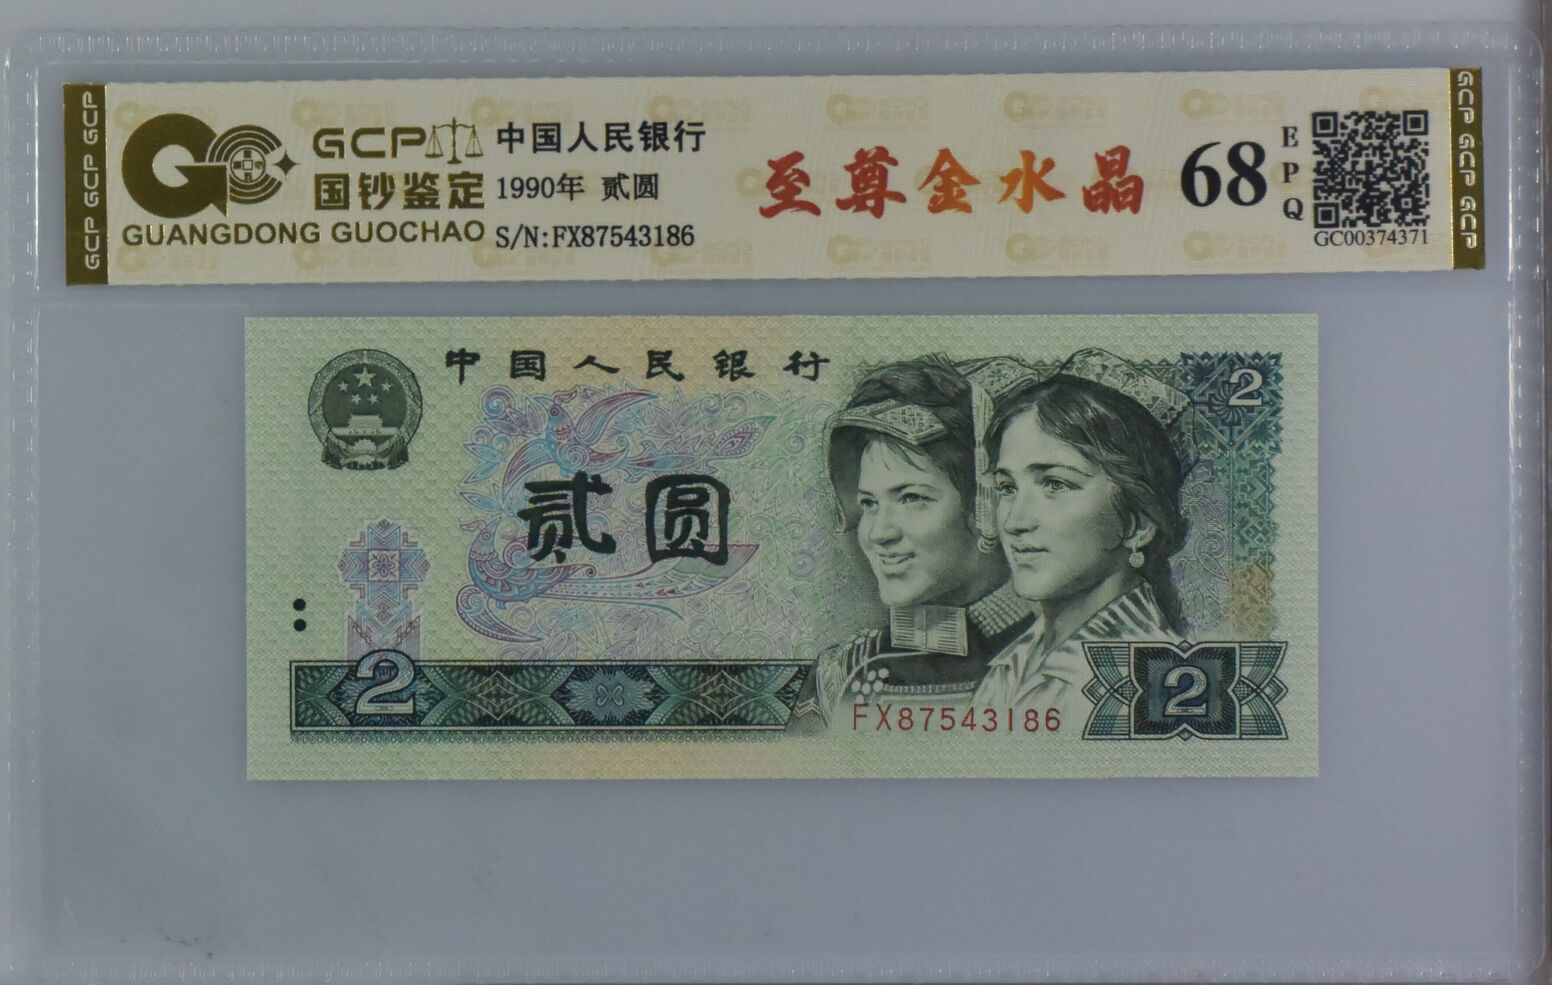 GCP GCP GCP
GCP
国钞鉴定
GUANGDONG GUOCHAO
中国人民银行
1990年 贰圆
S/N:FX87543186
至尊金水晶
68
EPQ
GC00374371
GCP GCP GCP
中国人民银行
2
贰圆
2
FX87543186
2